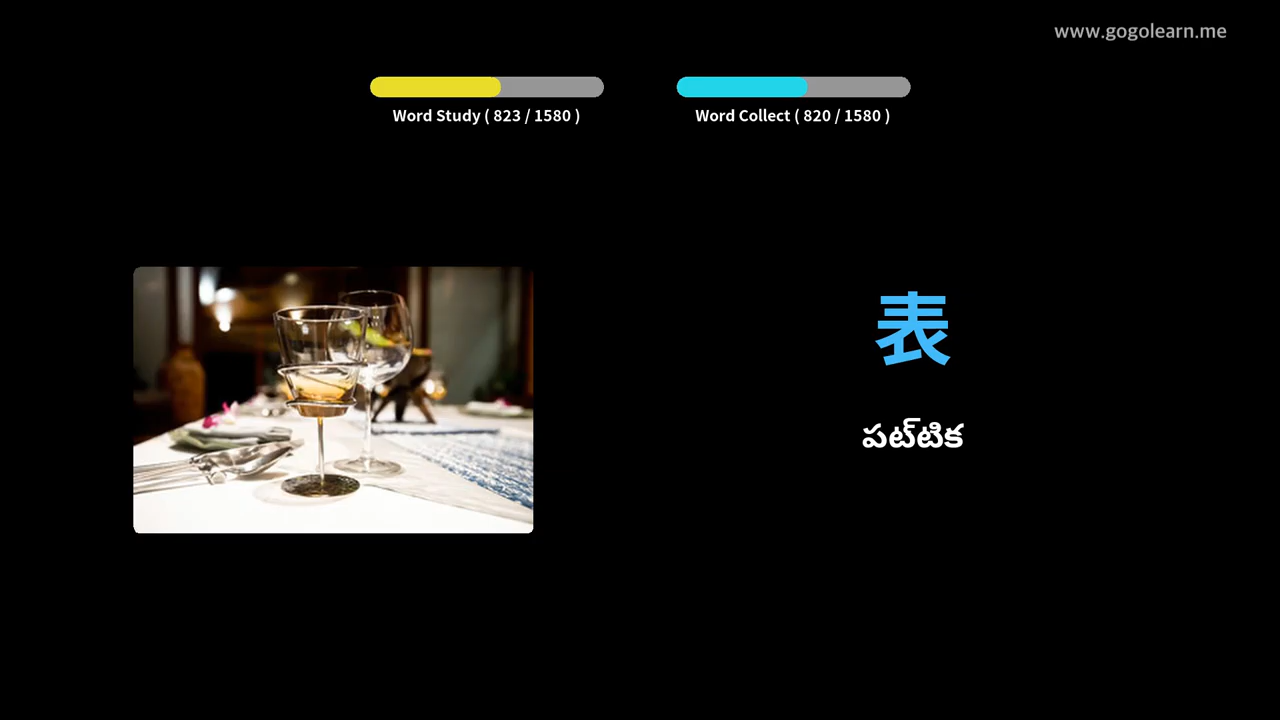 www.gogolearn.me
Word Study ( 823 / 1580 )
Word Collect ( 820 / 1580 )
表
పట్‌టిక